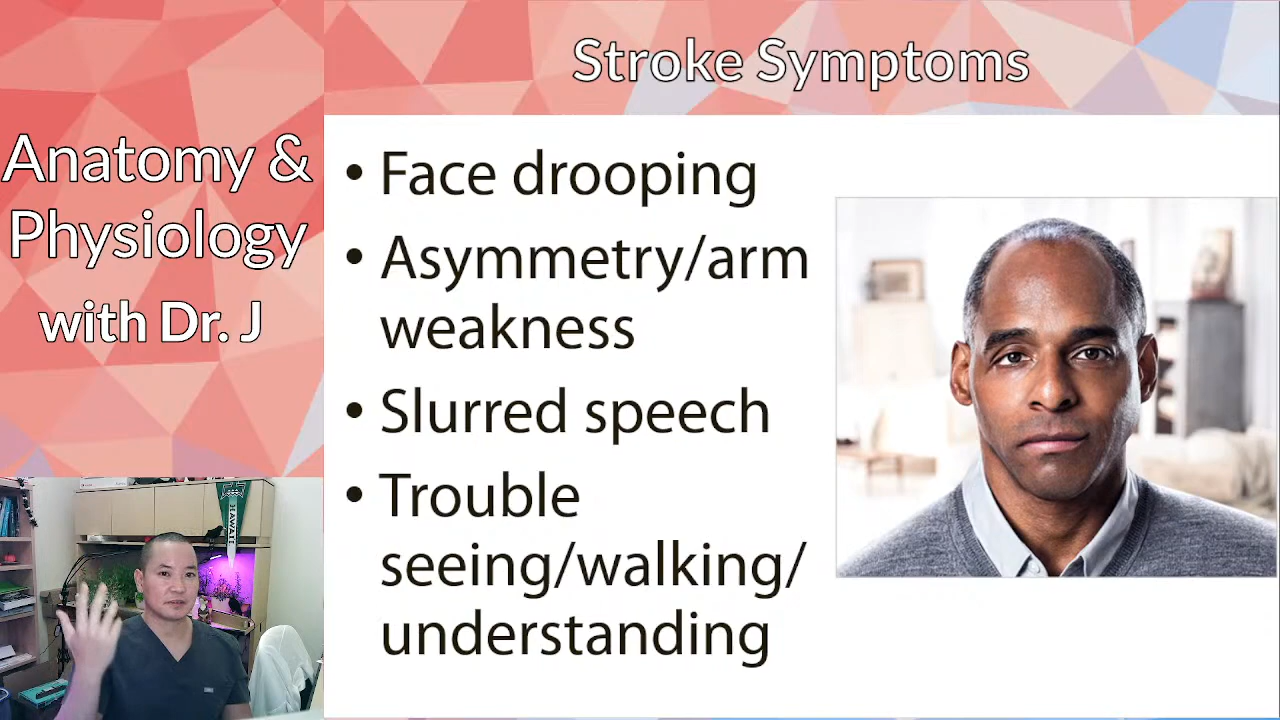 Anatomy &
Physiology
with Dr. J
Stroke Symptoms
• Face drooping
• Asymmetry/arm
weakness
• Slurred speech
• Trouble
seeing/walking/
understanding
HAWAII